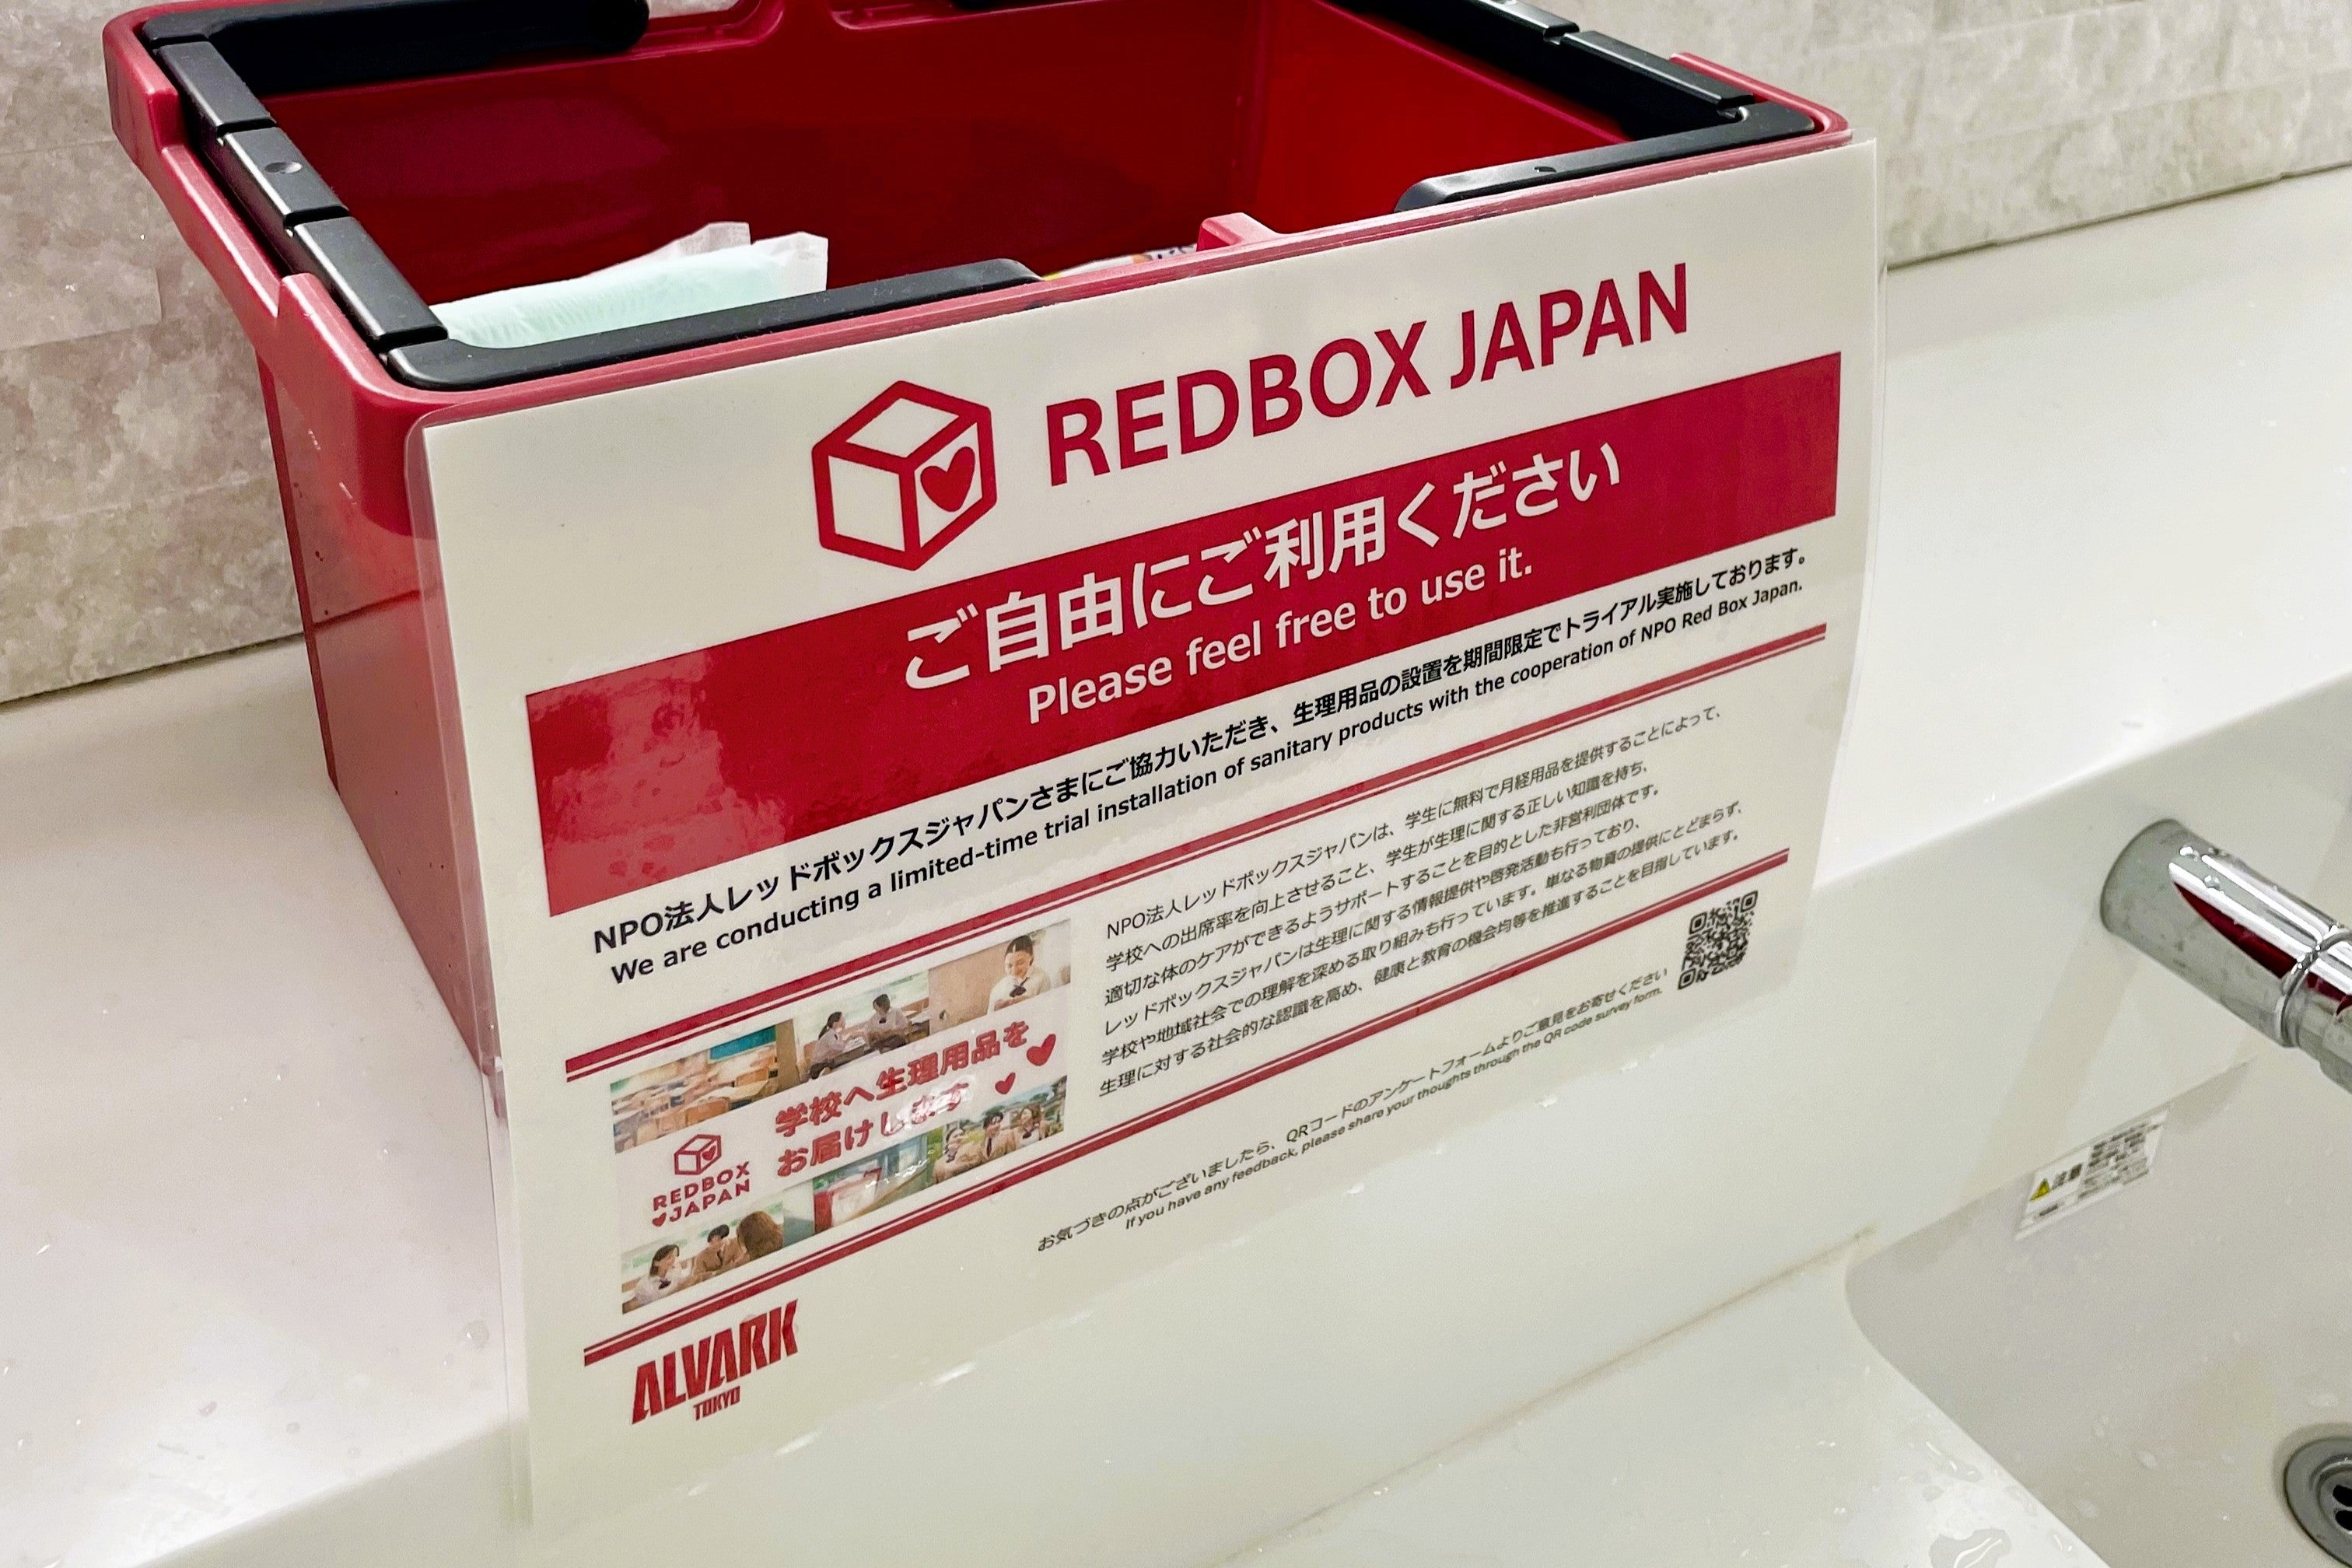 REDBOX JAPAN
ご自由にご利用ください
Please feel free to use it.
NPO法人レッドボックスジャパンさまにご協力いただき、生理用品の設置を期間限定でトライアル実施しております。
We are conducting a limited-time trial installation of sanitary products with the cooperation of NPO Red Box Japan.
学校へ生理用品を
お届けします
REDBOX
JAPAN
NPO法人レッドボックスジャパンは、学生に無料で月経用品を提供することによって、
学校への出席率を向上させること、学生が生理に関する正しい知識を持ち、
適切な体のケアができるようサポートすることを目的とした非営利団体です。
レッドボックスジャパンは生理に関する情報提供や啓発活動も行っており、
学校や地域社会での理解を深める取り組みも行っています。単なる物資の提供にとどまらず、
生理に対する社会的な認識を高め、健康と教育の機会均等を推進することを目指しています。
お気づきの点がございましたら、QRコードのアンケートフォームよりご意見をお寄せください
If you have any feedback, please share your thoughts through the QR code survey form.
ALVARK
TOKYO
注意